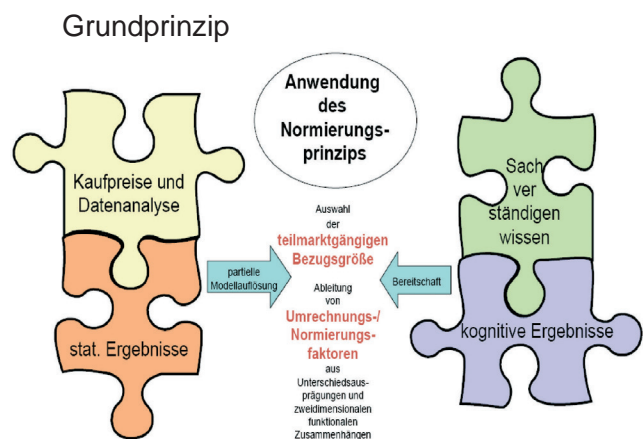 Grundprinzip
Kaufpreise und
Datenanalyse
stat. Ergebnisse
partielle
Modellauflösung
Anwendung
des
Normierungs-
prinzips
Auswahl
der
teilmarktgängigen
Bezugsgröße
Ableitung
von
Umrechnungs-/
Normierungs-
faktoren
aus
Unterschiedsaus-
prägungen und
zweidimensionalen
funktionalen
Zusammenhängen
Bereitschaft
Sach
ver
ständigen
wissen
kognitive Ergebnisse